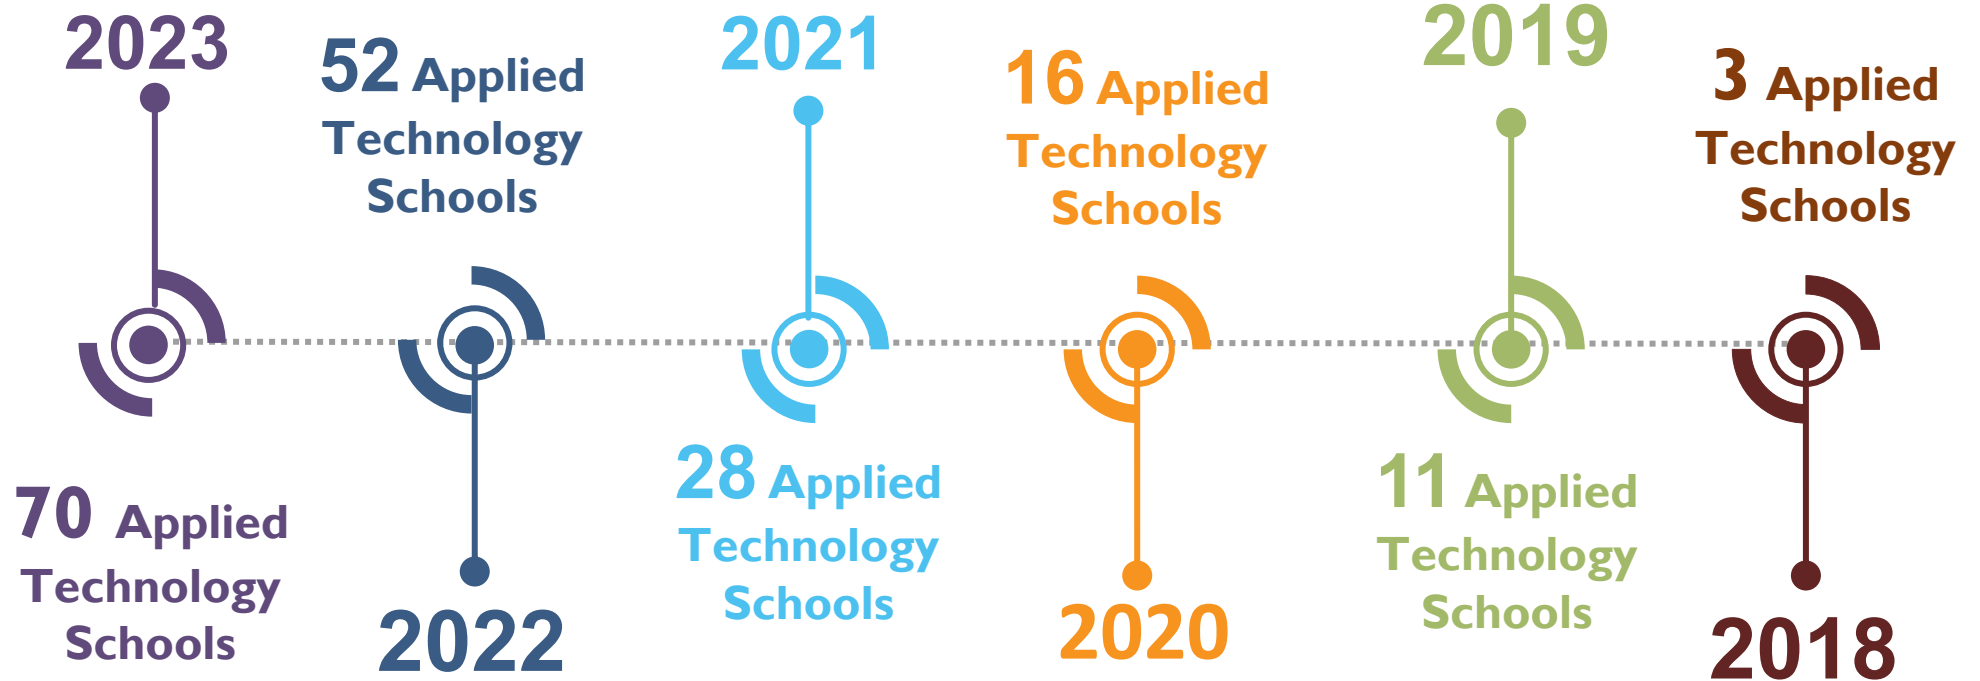 2023
70 Applied
Technology
Schools
52 Applied
Technology
Schools
2022
2021
28 Applied
Technology
Schools
16 Applied
Technology
Schools
2020
2019
11 Applied
Technology
Schools
3 Applied
Technology
Schools
2018